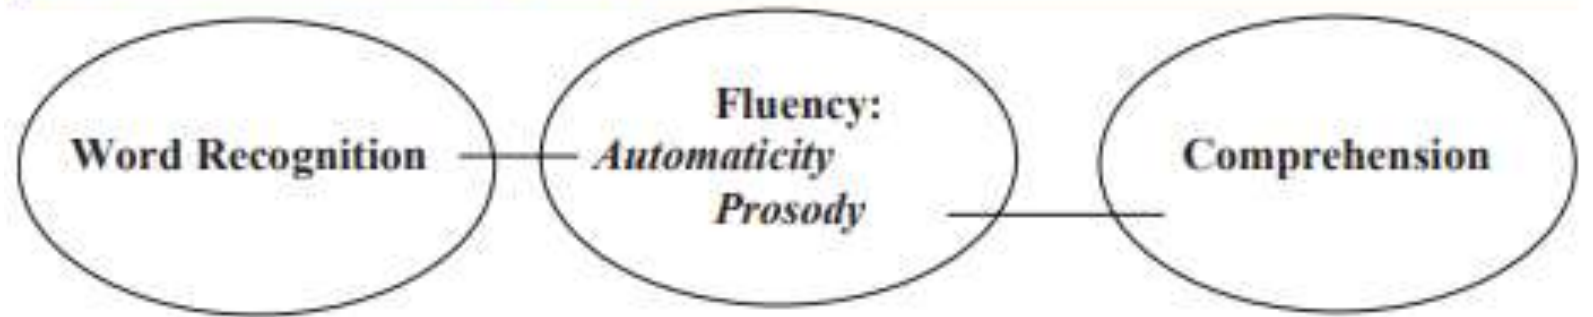 Word Recognition
Fluency:
Automaticity
Prosody
Comprehension